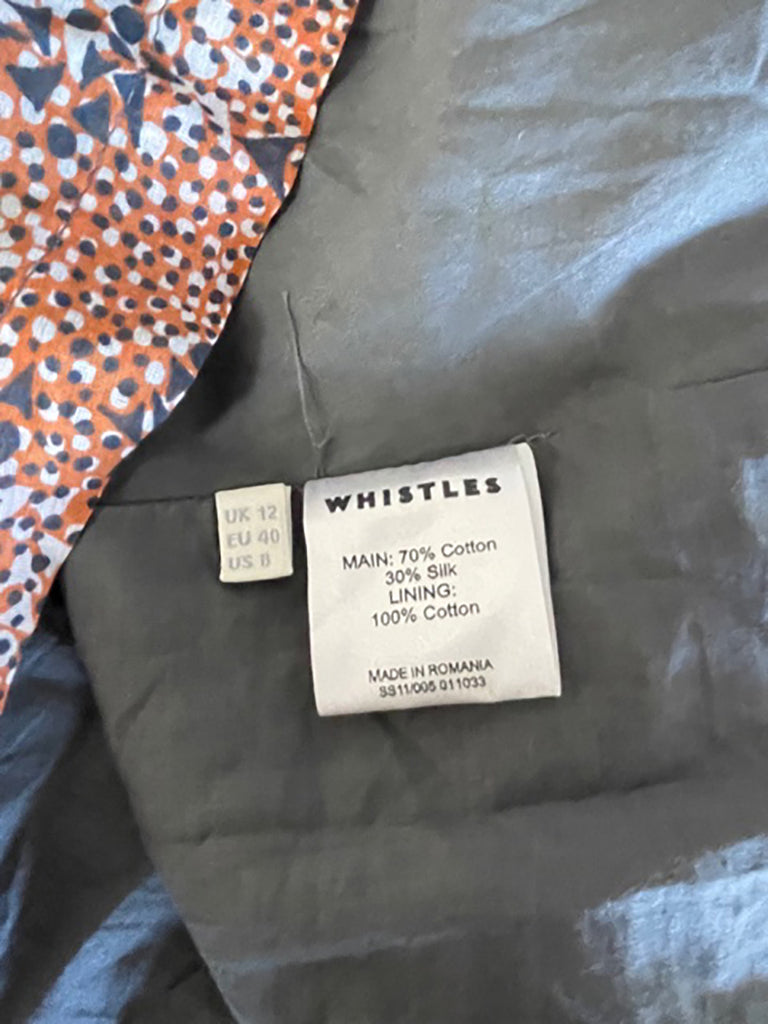 UK 12
EU 40
US 8
WHISTLES
MAIN: 70% Cotton
30% Silk
LINING:
100% Cotton
MADE IN ROMANIA
SS11/005 011033